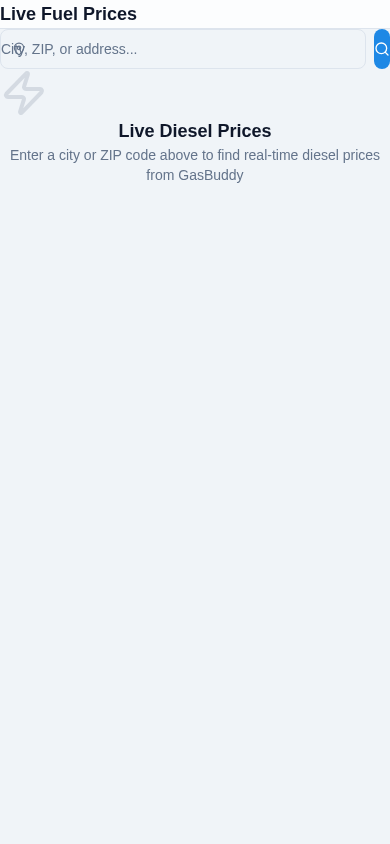 Live Fuel Prices
City, ZIP, or address...
Live Diesel Prices
Enter a city or ZIP code above to find real-time diesel prices
from GasBuddy